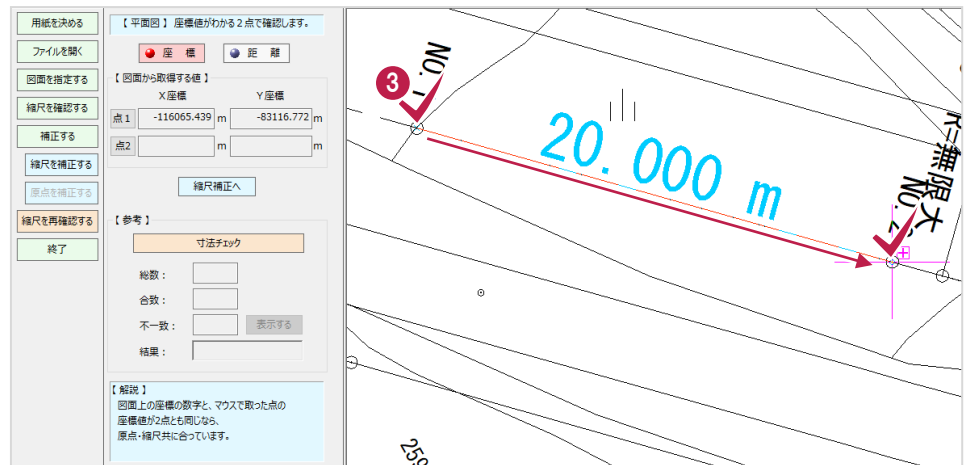 用紙を決める
ファイルを開く
図面を指定する
縮尺を確認する
補正する
縮尺を補正する
原点を補正する
縮尺を再確認する
終了
【 平面図 】 座標値がわかる２点で確認します。
座 標
距 離
【 図面から取得する値 】
X座標 Y座標
点1 -116065.439 m -83116.772 m
点2 m m
縮尺補正へ
【 参考 】
寸法チェック
総数：
合致：
不一致： 表示する
結果：
【 解説 】
図面上の座標の数字と、マウスで取った点の
座標値が2点とも同じなら、
原点・縮尺共に合っています。
3
NO.
20.000 m
R=無限大
NO. 2
259